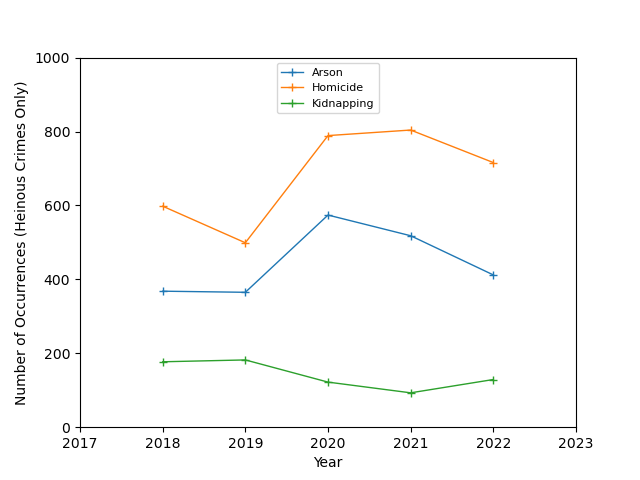 Arson
Homicide
Kidnapping
Number of Occurrences (Heinous Crimes Only)
1000
800
600
400
200
0
2017 2018 2019 2020 2021 2022 2023
Year